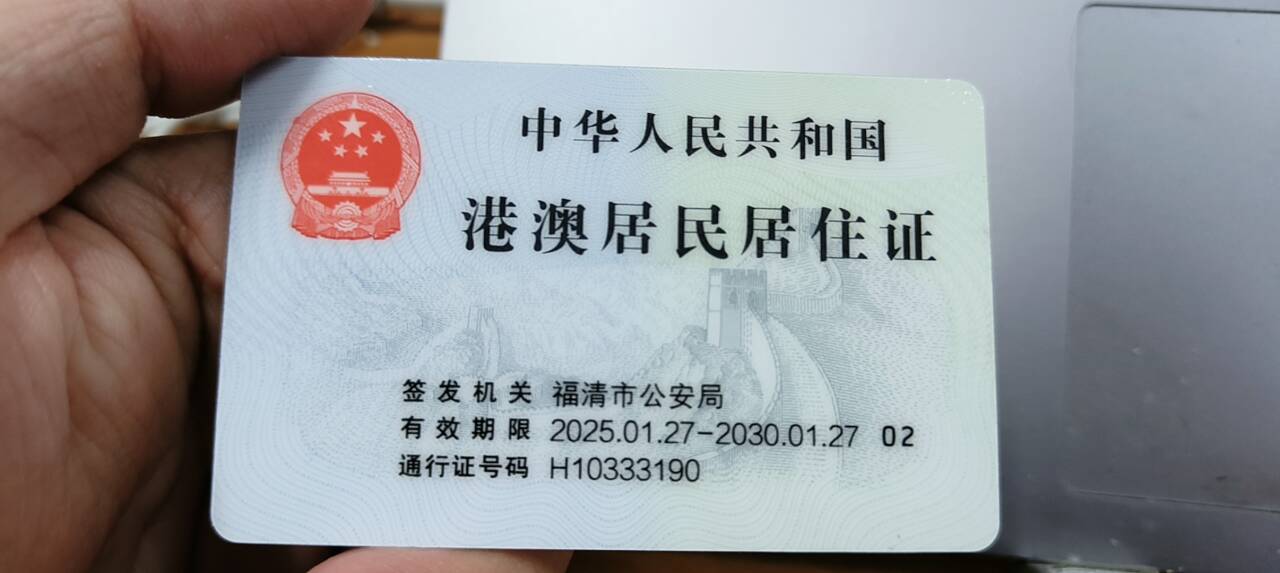 中华人民共和国
港澳居民居住证
签发机关 福清市公安局
有效期限 2025.01.27-2030.01.27 02
通行证号码 H10333190